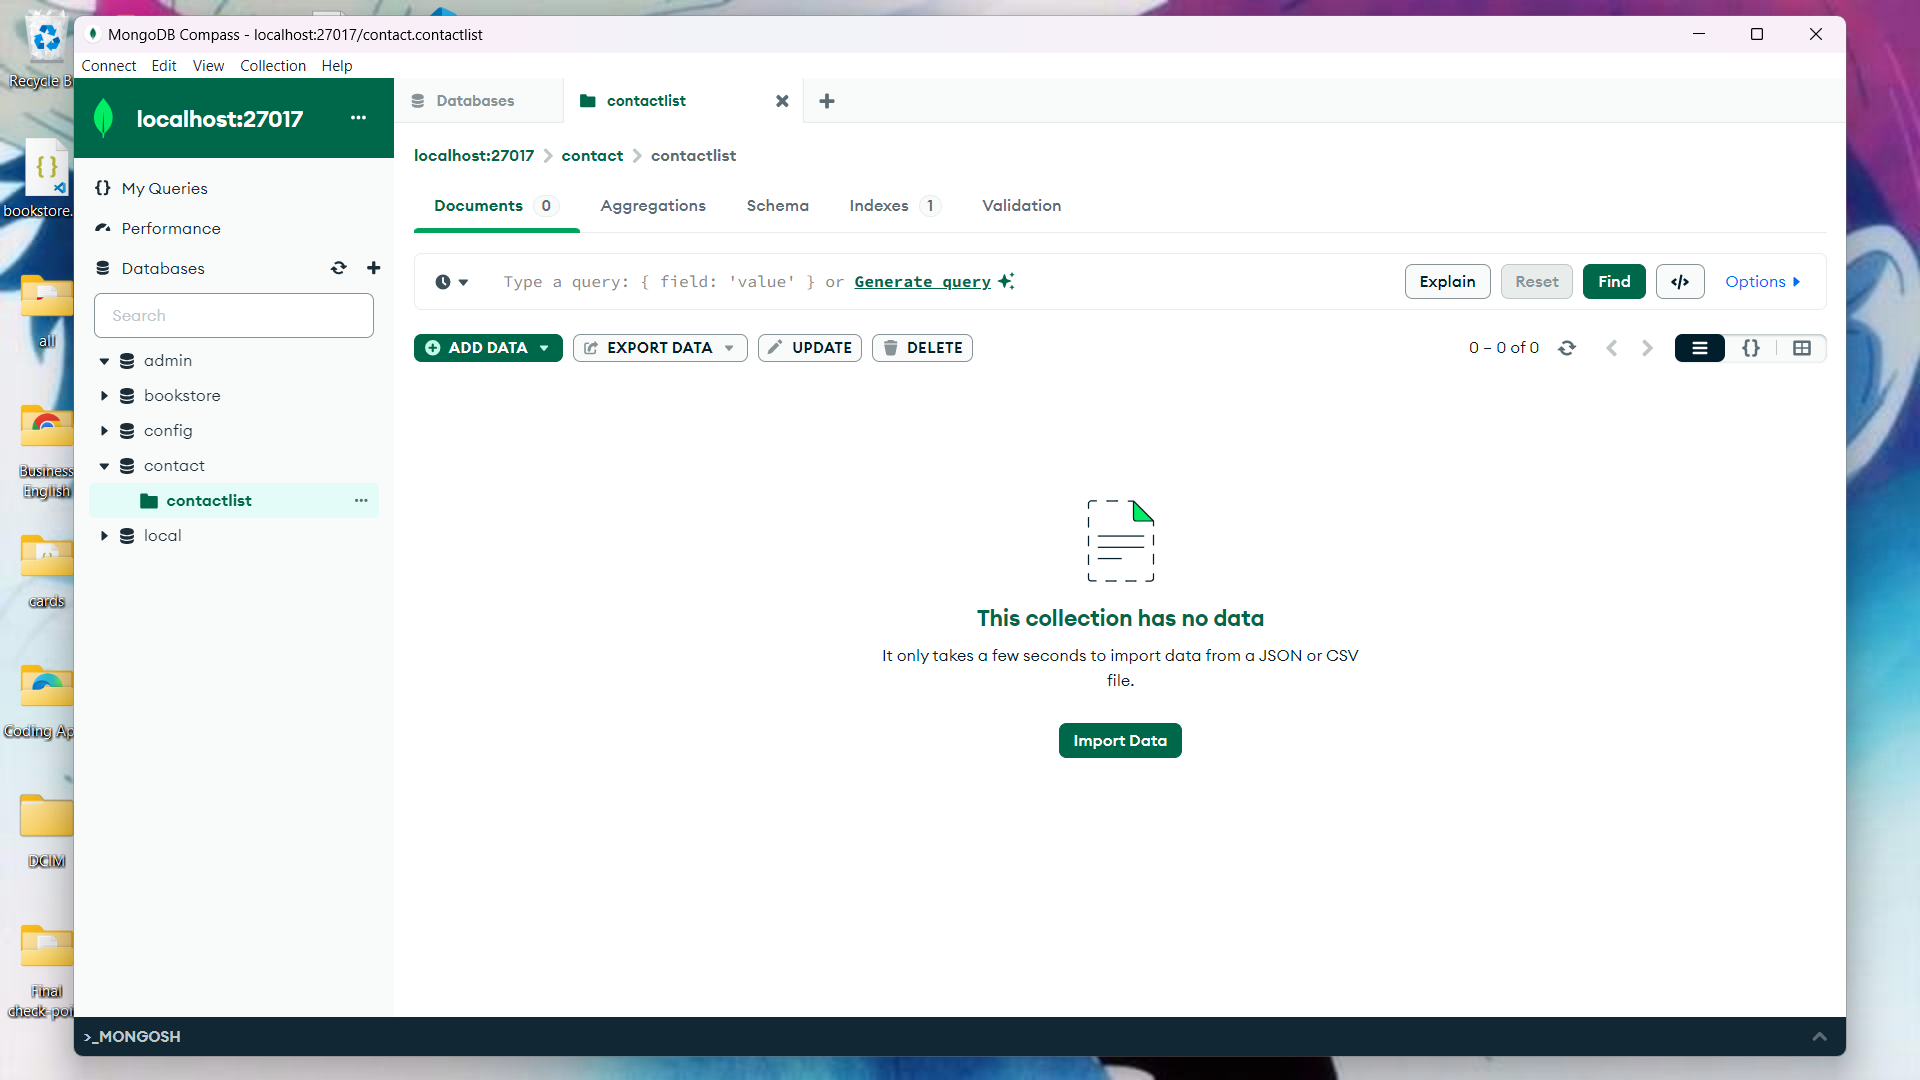 MongoDB Compass - localhost:27017/contact.contactlist
Connect Edit View Collection Help
localhost:27017
My Queries
Performance
Databases
Search
admin
bookstore
config
contact
contactlist
local
Databases
contactlist
localhost:27017 > contact > contactlist
Documents 0 Aggregations Schema Indexes 1 Validation
Type a query: { field: 'value' } or Generate query
Explain Reset Find </> Options
ADD DATA EXPORT DATA UPDATE DELETE
0 – 0 of 0
{}
This collection has no data
It only takes a few seconds to import data from a JSON or CSV
file.
Import Data
>_MONGOSH
Recycle B
bookstore.
all
Business
English
cards
Coding Ap
DCIM
Final
check-poi